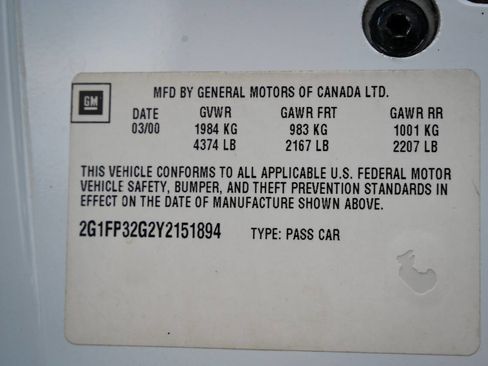 GM
MFD BY GENERAL MOTORS OF CANADA LTD.
DATE GVWR GAWR FRT GAWR RR
03/00 1984 KG 983 KG 1001 KG
4374 LB 2167 LB 2207 LB
THIS VEHICLE CONFORMS TO ALL APPLICABLE U.S. FEDERAL MOTOR
VEHICLE SAFETY, BUMPER, AND THEFT PREVENTION STANDARDS IN
EFFECT ON THE DATE OF MANUFACTURE SHOWN ABOVE.
2G1FP32G2Y2151894 TYPE: PASS CAR